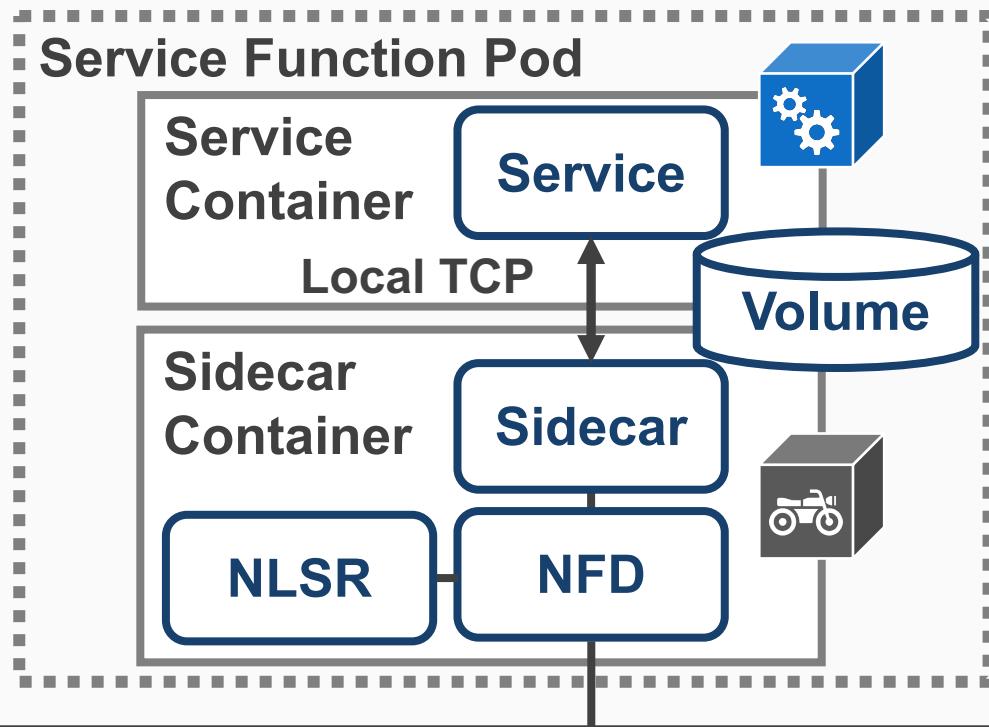 Service Function Pod
Service
Container
Service
Local TCP
Volume
Sidecar
Container
Sidecar
NLSR
NFD